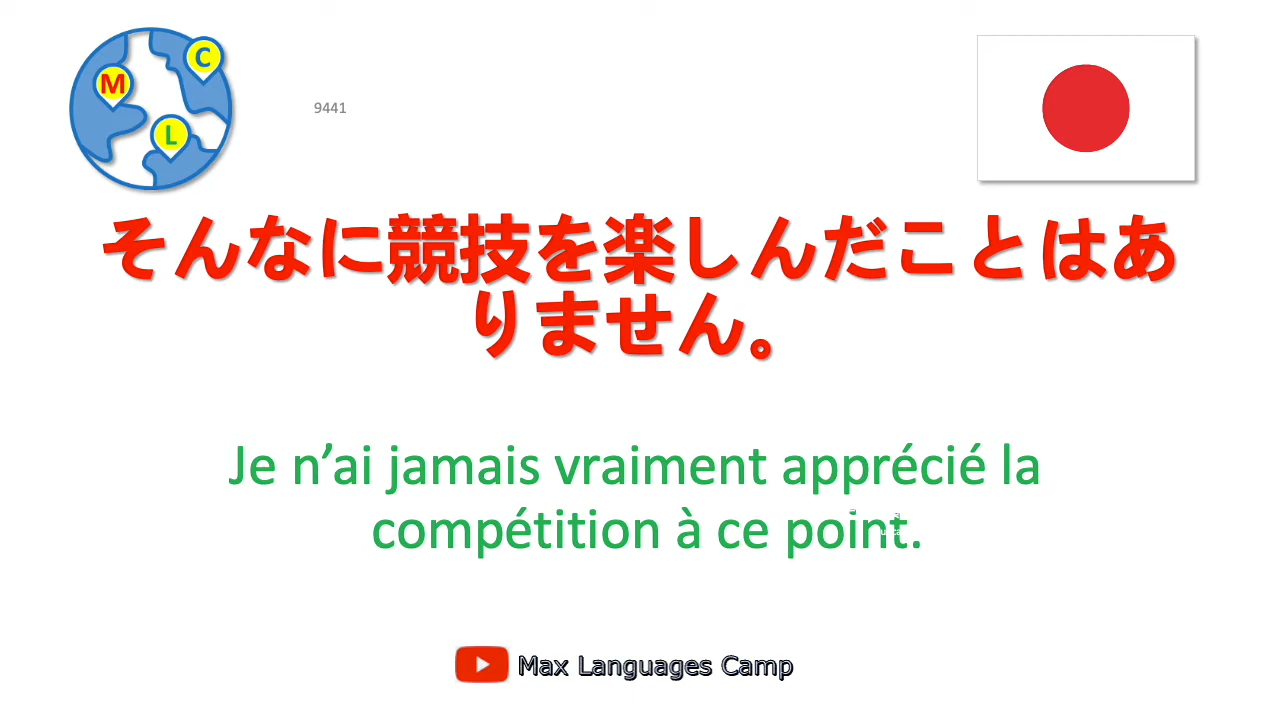 M
C
L
9441
そんなに競技を楽しんだことはあ
りません。
Je n’ai jamais vraiment apprécié la
compétition à ce point.
Max Languages Camp